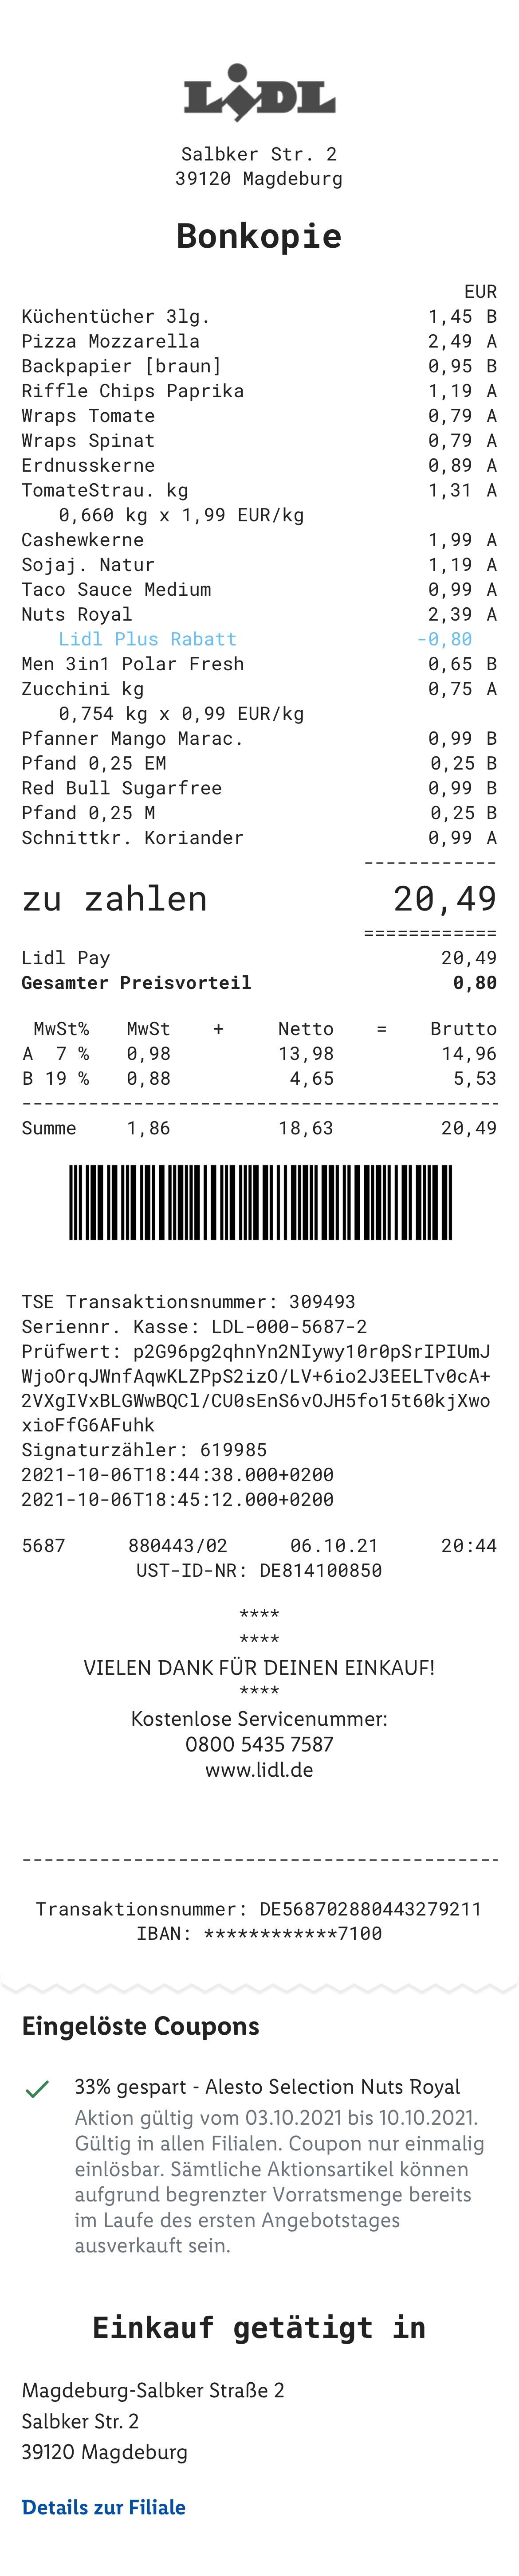 LIDL
Salbker Str. 2
39120 Magdeburg
Bonkopie
EUR
Küchentücher 3lg. 1,45 B
Pizza Mozzarella 2,49 A
Backpapier [braun] 0,95 B
Riffle Chips Paprika 1,19 A
Wraps Tomate 0,79 A
Wraps Spinat 0,79 A
Erdnusskerne 0,89 A
TomateStrau. kg 1,31 A
0,660 kg x 1,99 EUR/kg
Cashewkerne 1,99 A
Sojaj. Natur 1,19 A
Taco Sauce Medium 0,99 A
Nuts Royal 2,39 A
Lidl Plus Rabatt -0,80
Men 3in1 Polar Fresh 0,65 B
Zucchini kg 0,75 A
0,754 kg x 0,99 EUR/kg
Pfanner Mango Marac. 0,99 B
Pfand 0,25 EM 0,25 B
Red Bull Sugarfree 0,99 B
Pfand 0,25 M 0,25 B
Schnittkr. Koriander 0,99 A
------------
zu zahlen 20,49
============
Lidl Pay 20,49
Gesamter Preisvorteil 0,80
MwSt% MwSt + Netto = Brutto
A 7 % 0,98 13,98 14,96
B 19 % 0,88 4,65 5,53
-------------------------------------------
Summe 1,86 18,63 20,49
TSE Transaktionsnummer: 309493
Seriennr. Kasse: LDL-000-5687-2
Prüfwert: p2G96pg2qhnYn2NIywy10r0pSrIPIUmJ
WjoOrqJWnfAqwKLZPpS2izO/LV+6io2J3EELTv0cA+
2VXgIVxBLGWwBQCl/CU0sEnS6vOJH5fo15t60kjXwo
xioFfG6AFuhk
Signaturzähler: 619985
2021-10-06T18:44:38.000+0200
2021-10-06T18:45:12.000+0200
5687 880443/02 06.10.21 20:44
UST-ID-NR: DE814100850
****
****
VIELEN DANK FÜR DEINEN EINKAUF!
****
Kostenlose Servicenummer:
0800 5435 7587
www.lidl.de
-------------------------------------------
Transaktionsnummer: DE568702880443279211
IBAN: ************7100
Eingelöste Coupons
33% gespart - Alesto Selection Nuts Royal
Aktion gültig vom 03.10.2021 bis 10.10.2021.
Gültig in allen Filialen. Coupon nur einmalig
einlösbar. Sämtliche Aktionsartikel können
aufgrund begrenzter Vorratsmenge bereits
im Laufe des ersten Angebotstages
ausverkauft sein.
Einkauf getätigt in
Magdeburg-Salbker Straße 2
Salbker Str. 2
39120 Magdeburg
Details zur Filiale